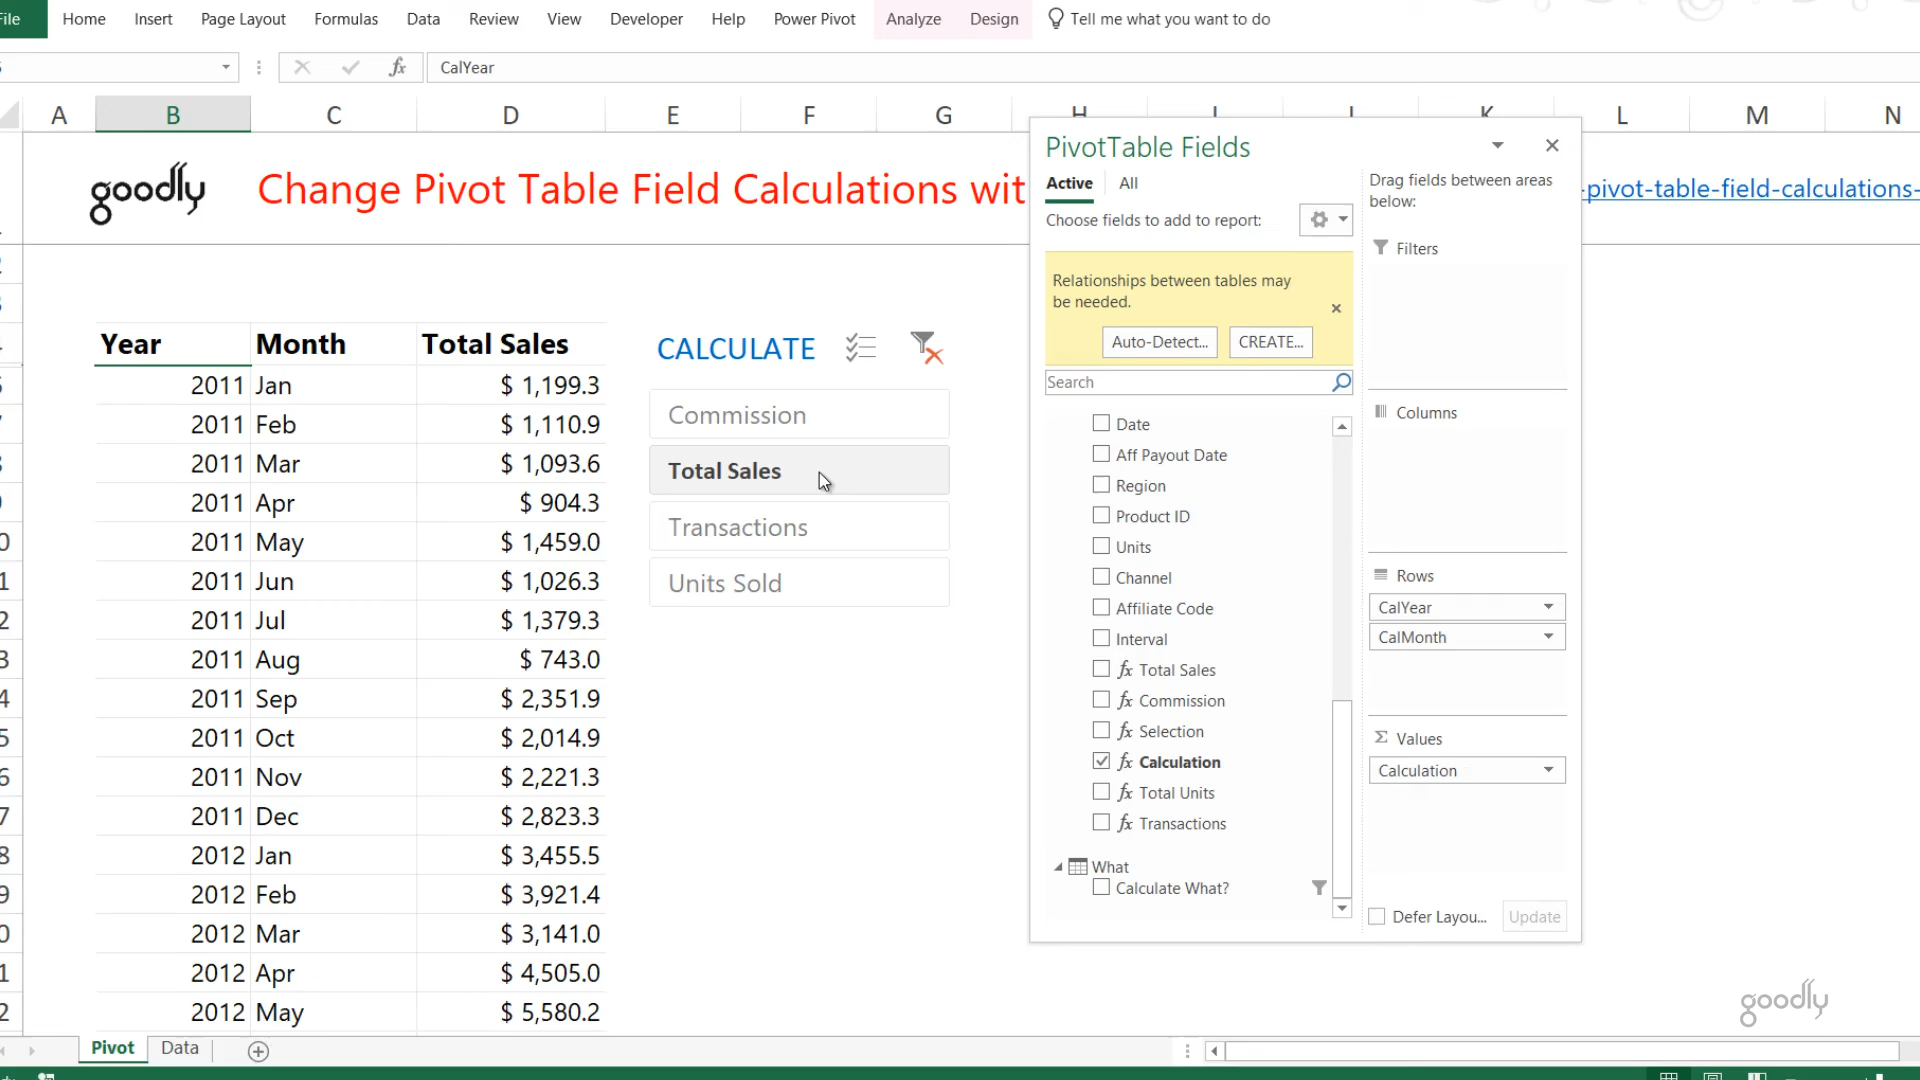 File Home Insert Page Layout Formulas Data Review View Developer Help Power Pivot Analyze Design Tell me what you want to do
fx CalYear
A B C D E F G H I J K L M N
goodly Change Pivot Table Field Calculations wit -pivot-table-field-calculations-
Year Month Total Sales
2011 Jan $ 1,199.3
2011 Feb $ 1,110.9
2011 Mar $ 1,093.6
2011 Apr $ 904.3
2011 May $ 1,459.0
2011 Jun $ 1,026.3
2011 Jul $ 1,379.3
2011 Aug $ 743.0
2011 Sep $ 2,351.9
2011 Oct $ 2,014.9
2011 Nov $ 2,221.3
2011 Dec $ 2,823.3
2012 Jan $ 3,455.5
2012 Feb $ 3,921.4
2012 Mar $ 3,141.0
2012 Apr $ 4,505.0
2012 May $ 5,580.2
CALCULATE
Commission
Total Sales
Transactions
Units Sold
PivotTable Fields
Active All
Choose fields to add to report:
Relationships between tables may
be needed.
Auto-Detect... CREATE...
Search
Date
Aff Payout Date
Region
Product ID
Units
Channel
Affiliate Code
Interval
fx Total Sales
fx Commission
fx Selection
fx Calculation
fx Total Units
fx Transactions
What
Calculate What?
Drag fields between areas
below:
Filters
Columns
Rows
CalYear
CalMonth
Σ Values
Calculation
Defer Layou... Update
goodly
Pivot Data